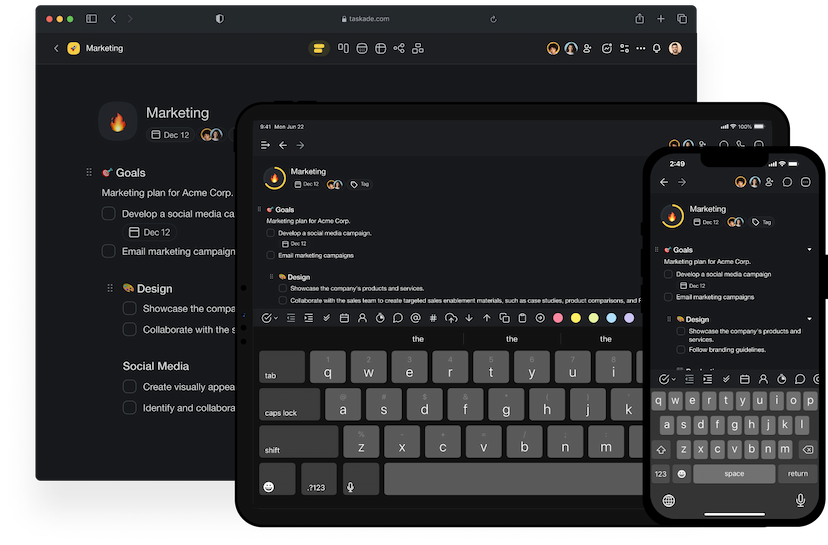 taskade.com
Marketing
Marketing
Dec 12
Goals
Marketing plan for Acme Corp.
Develop a social media ca
Dec 12
Email marketing campaign
Design
Showcase the compa
Collaborate with the s
Social Media
Create visually appea
Identify and collabora
9:41 Mon Jun 22
100%
Marketing
Dec 12
Tag
Goals
Marketing plan for Acme Corp.
Develop a social media campaign.
Dec 12
Email marketing campaigns
Design
Showcase the company's products and services.
Collaborate with the sales team to create targeted sales enablement materials, such as case studies, product comparisons, and F
the the the
tab q w e r t y u i
caps lock a s d f g h j k
shift z x c v b n m
.?123
2:49
Marketing
Dec 12
Tag
Goals
Marketing plan for Acme Corp.
Develop a social media campaign
Dec 12
Email marketing campaigns
Design
Showcase the company's products and
services.
Follow branding guidelines.
q w e r t y u i o p
a s d f g h j k l
z x c v b n m
123 space return